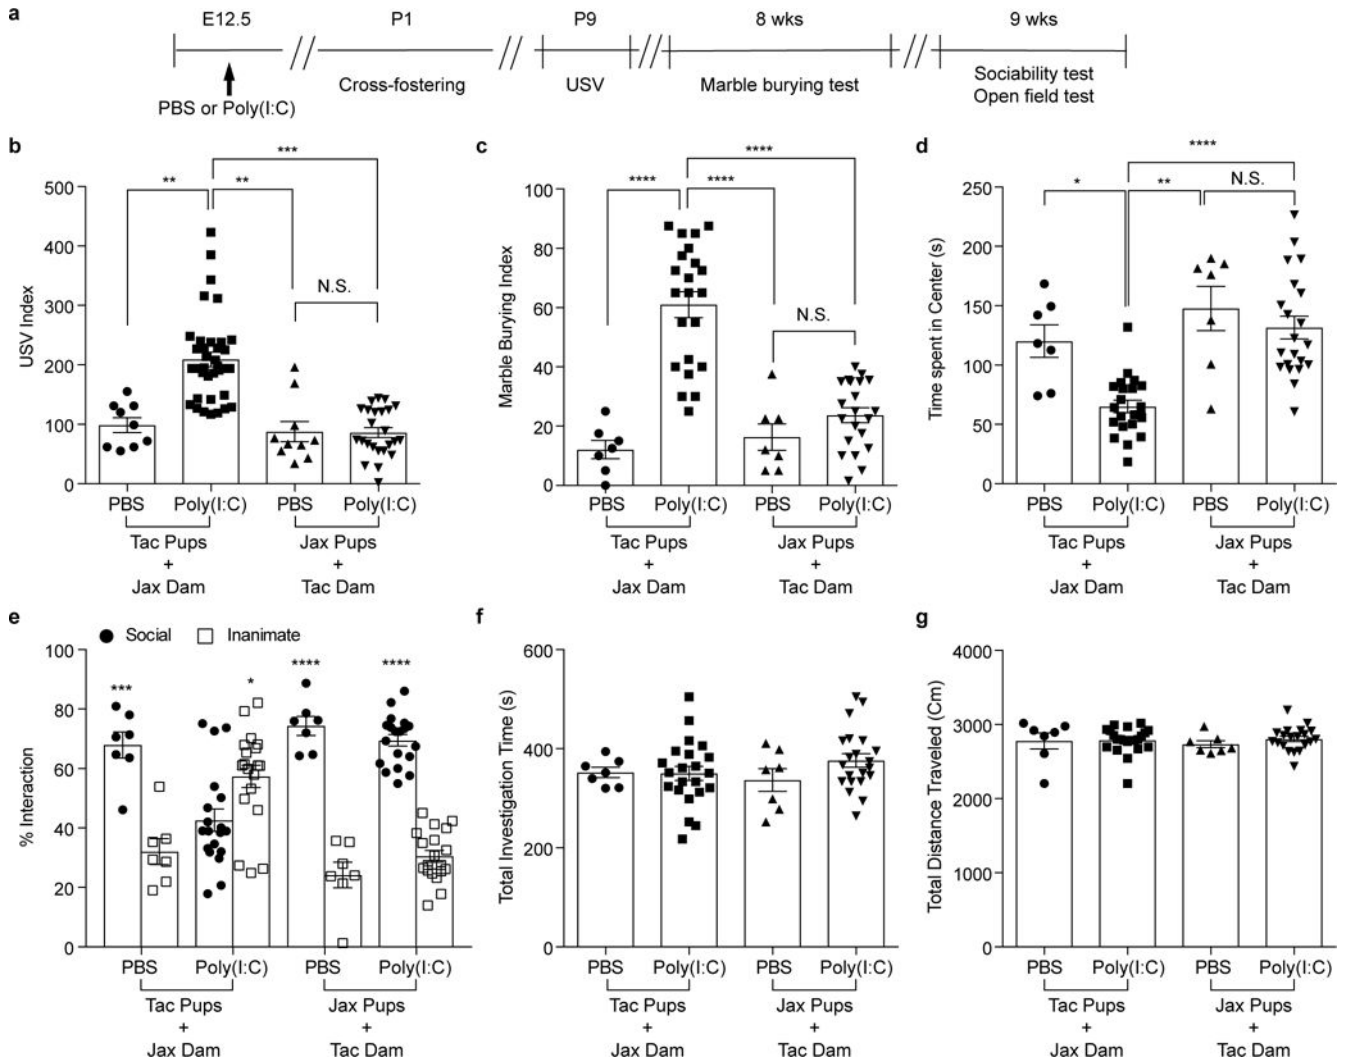 a
E12.5 P1 P9 8 wks 9 wks
Cross-fostering USV Marble burying test Sociability test
Open field test
PBS or Poly(I:C)
b
USV Index
500
400
300
200
100
0
** ** ***
N.S.
PBS Poly(I:C) PBS Poly(I:C)
Tac Pups Jax Pups
+ +
Jax Dam Tac Dam
c
Marble Burying Index
100
80
60
40
20
0
**** **** ****
N.S.
PBS Poly(I:C) PBS Poly(I:C)
Tac Pups Jax Pups
+ +
Jax Dam Tac Dam
d
Time spent in Center (s)
250
200
150
100
50
0
****
* ** N.S.
PBS Poly(I:C) PBS Poly(I:C)
Tac Pups Jax Pups
+ +
Jax Dam Tac Dam
e
Social Inanimate
% Interaction
100
80
60
40
20
0
*** * **** ****
PBS Poly(I:C) PBS Poly(I:C)
Tac Pups Jax Pups
+ +
Jax Dam Tac Dam
f
Total Investigation Time (s)
600
400
200
0
PBS Poly(I:C) PBS Poly(I:C)
Tac Pups Jax Pups
+ +
Jax Dam Tac Dam
g
Total Distance Traveled (Cm)
4000
3000
2000
1000
0
PBS Poly(I:C) PBS Poly(I:C)
Tac Pups Jax Pups
+ +
Jax Dam Tac Dam